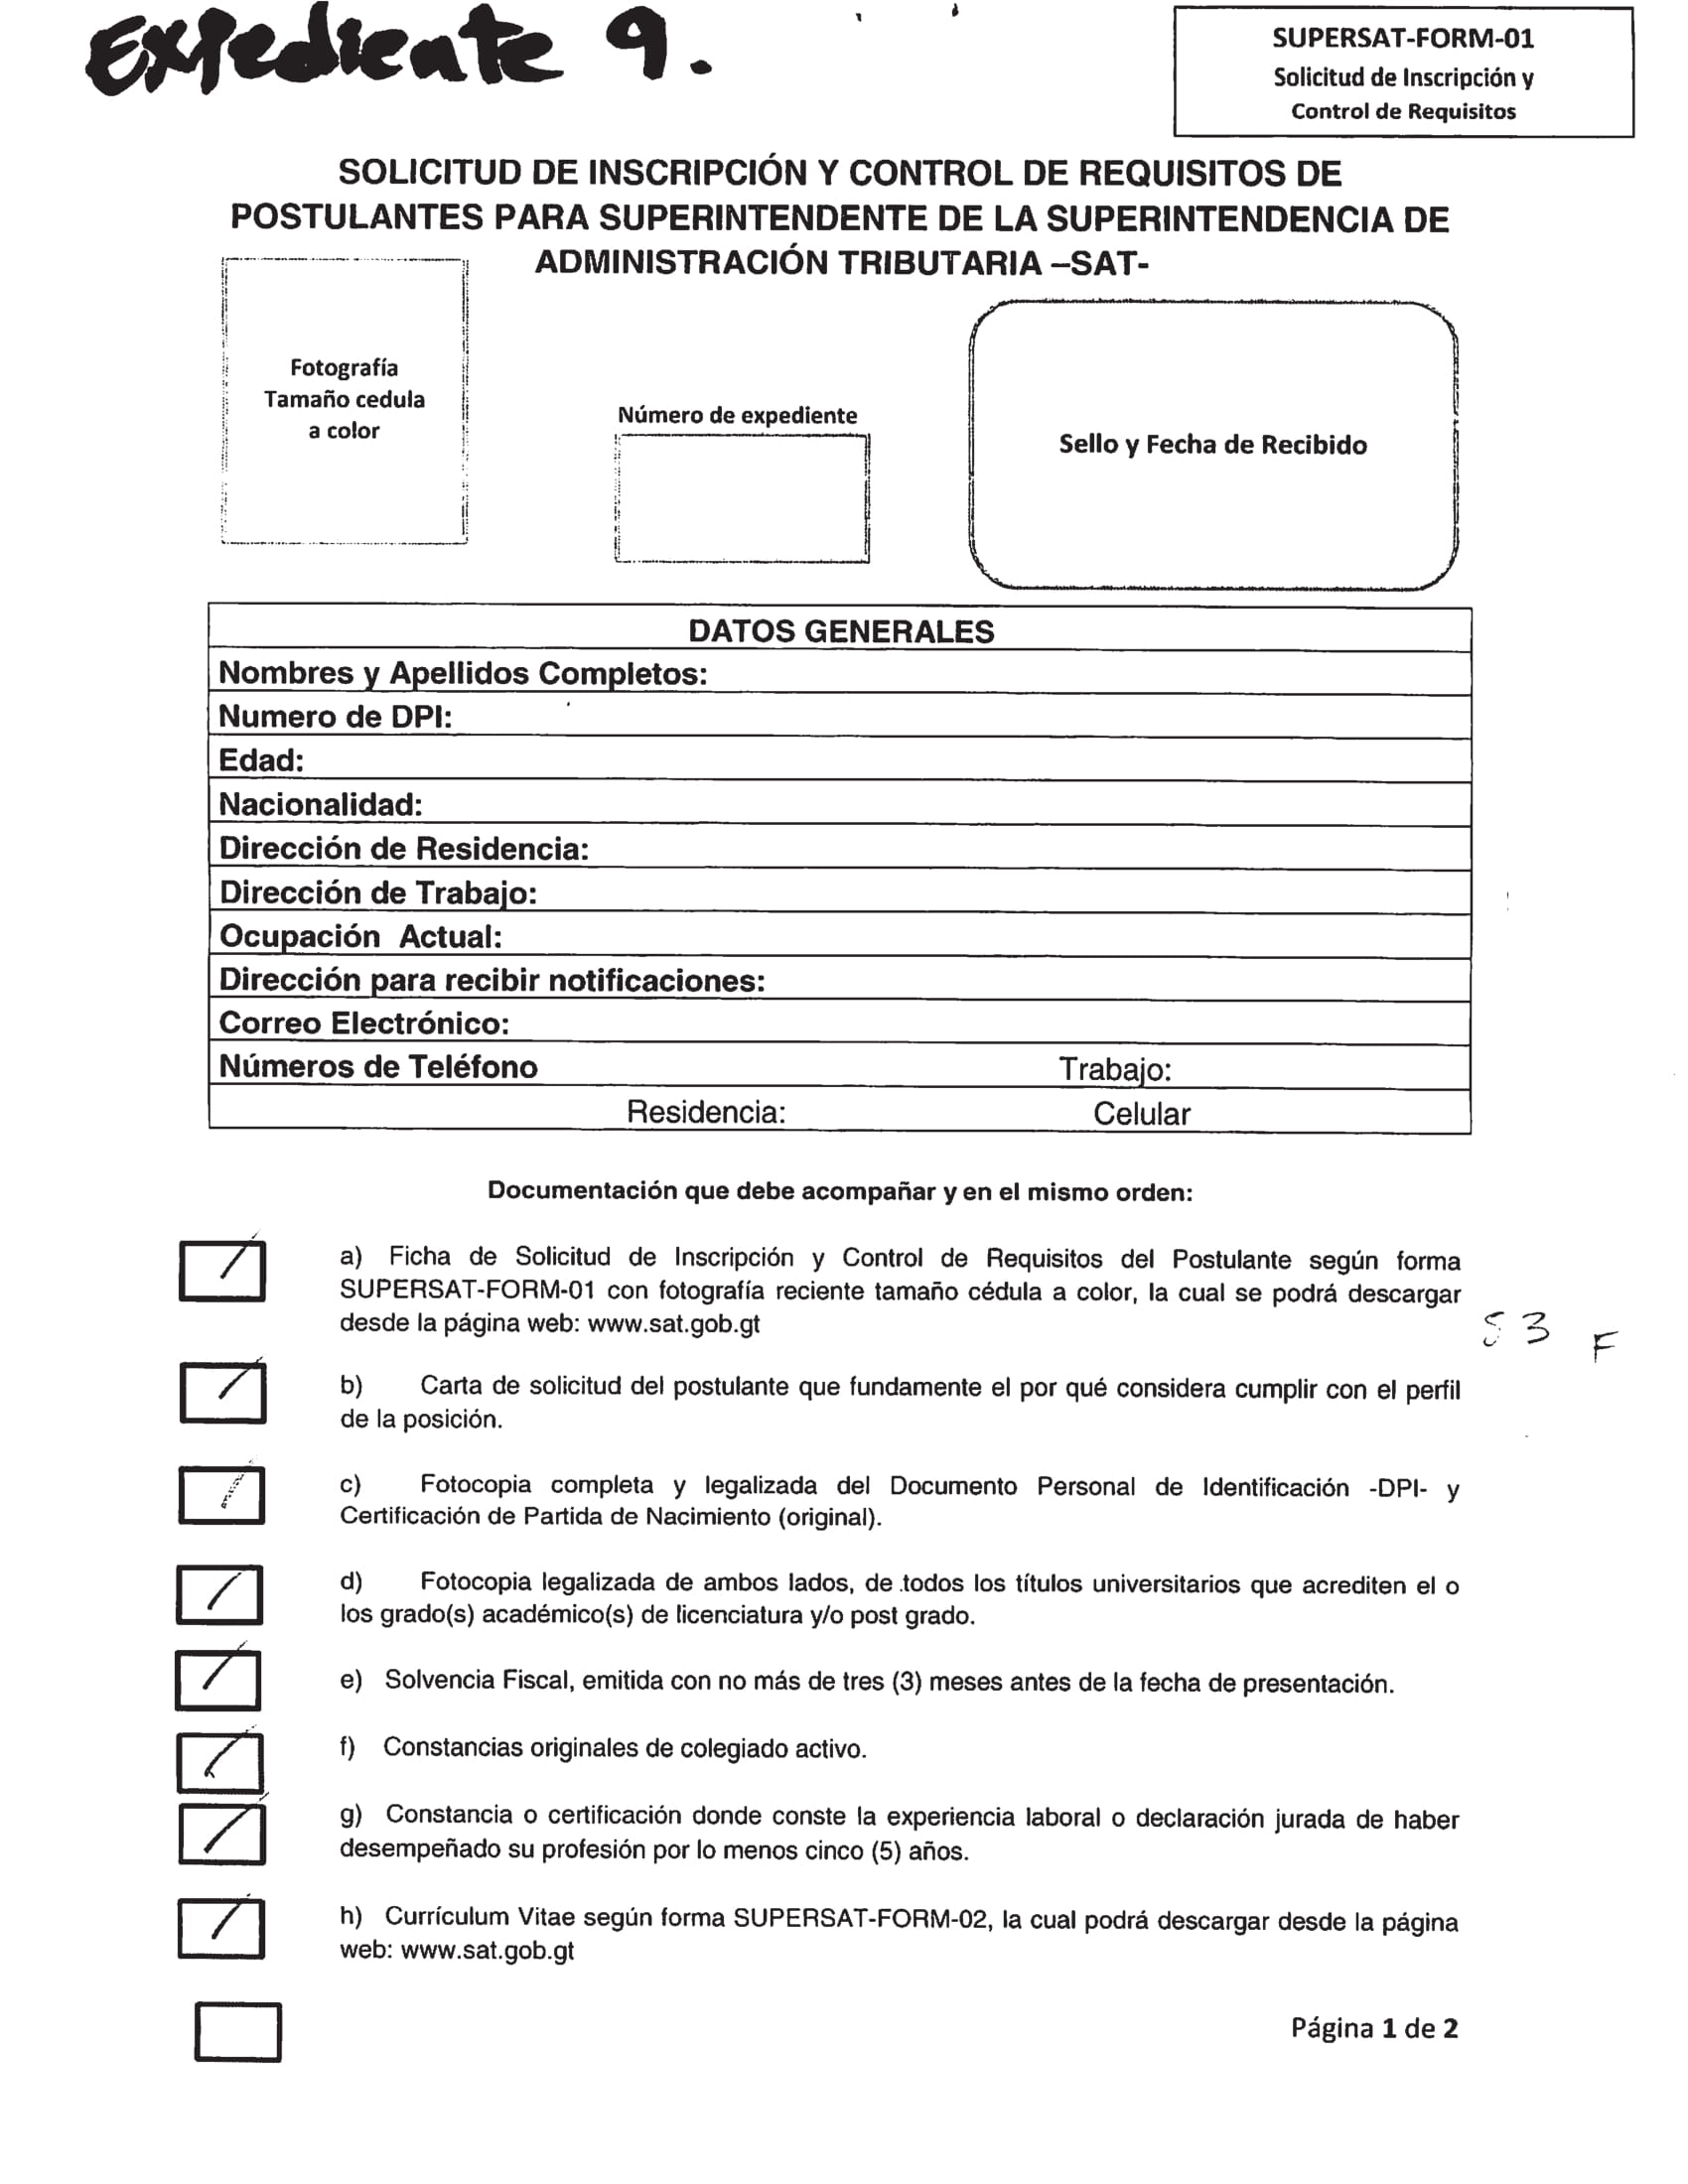 Expediente 9.
SUPERSAT-FORM-01
Solicitud de Inscripción y
Control de Requisitos
SOLICITUD DE INSCRIPCIÓN Y CONTROL DE REQUISITOS DE
POSTULANTES PARA SUPERINTENDENTE DE LA SUPERINTENDENCIA DE
ADMINISTRACIÓN TRIBUTARIA –SAT-
Fotografía
Tamaño cedula
a color
Número de expediente
Sello y Fecha de Recibido
DATOS GENERALES
Nombres y Apellidos Completos:
Numero de DPI:
Edad:
Nacionalidad:
Dirección de Residencia:
Dirección de Trabajo:
Ocupación Actual:
Dirección para recibir notificaciones:
Correo Electrónico:
Números de Teléfono Trabajo:
Residencia: Celular
Documentación que debe acompañar y en el mismo orden:
a) Ficha de Solicitud de Inscripción y Control de Requisitos del Postulante según forma
SUPERSAT-FORM-01 con fotografía reciente tamaño cédula a color, la cual se podrá descargar
desde la página web: www.sat.gob.gt
53 F
b) Carta de solicitud del postulante que fundamente el por qué considera cumplir con el perfil
de la posición.
c) Fotocopia completa y legalizada del Documento Personal de Identificación -DPI- y
Certificación de Partida de Nacimiento (original).
d) Fotocopia legalizada de ambos lados, de todos los títulos universitarios que acrediten el o
los grado(s) académico(s) de licenciatura y/o post grado.
e) Solvencia Fiscal, emitida con no más de tres (3) meses antes de la fecha de presentación.
f) Constancias originales de colegiado activo.
g) Constancia o certificación donde conste la experiencia laboral o declaración jurada de haber
desempeñado su profesión por lo menos cinco (5) años.
h) Currículum Vitae según forma SUPERSAT-FORM-02, la cual podrá descargar desde la página
web: www.sat.gob.gt
Página 1 de 2